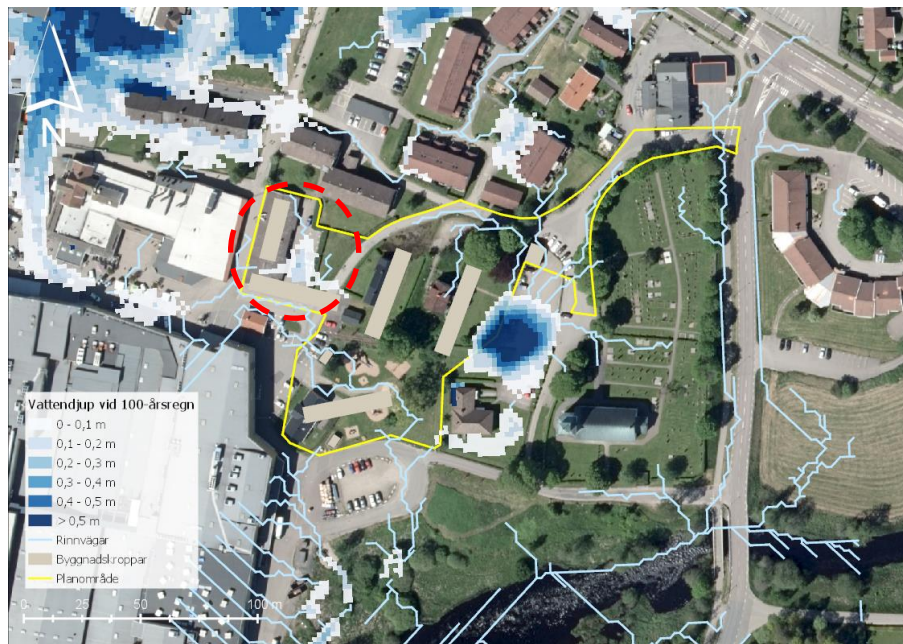 N
Vattendjup vid 100-årsregn
0 - 0,1 m
0,1 - 0,2 m
0,2 - 0,3 m
0,3 - 0,4 m
0,4 - 0,5 m
> 0,5 m
Rinnvägar
Byggnadskroppar
Planområde
0 25 50 100 m